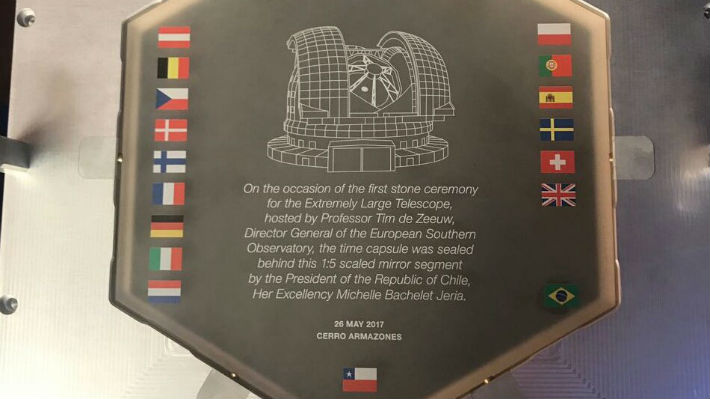 On the occasion of the first stone ceremony
for the Extremely Large Telescope,
hosted by Professor Tim de Zeeuw,
Director General of the European Southern
Observatory, the time capsule was sealed
behind this 1:5 scaled mirror segment
by the President of the Republic of Chile,
Her Excellency Michelle Bachelet Jeria.
26 MAY 2017
CERRO ARMAZONES